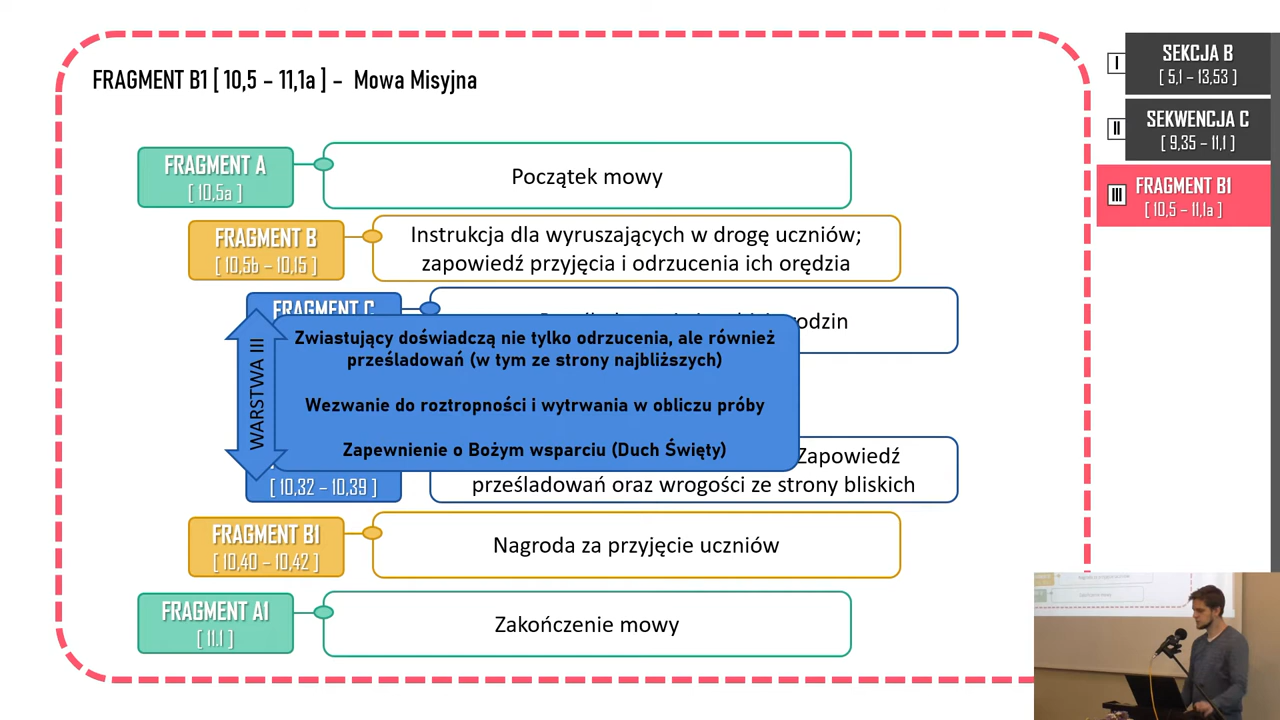 FRAGMENT B1 [ 10,5 – 11,1a ] – Mowa Misyjna
FRAGMENT A
[ 10,5a ]
Początek mowy
FRAGMENT B
[ 10,5b – 10,15 ]
Instrukcja dla wyruszających w drogę uczniów;
zapowiedź przyjęcia i odrzucenia ich orędzia
FRAGMENT C
WARSTWA III
Zwiastujący doświadczą nie tylko odrzucenia, ale również
prześladowań (w tym ze strony najbliższych)
Wezwanie do roztropności i wytrwania w obliczu próby
Zapewnienie o Bożym wsparciu (Duch Święty)
[ 10,32 – 10,39 ]
Zapowiedź
prześladowań oraz wrogości ze strony bliskich
FRAGMENT B1
[ 10,40 – 10,42 ]
Nagroda za przyjęcie uczniów
FRAGMENT A1
[ 11.1 ]
Zakończenie mowy
I
SEKCJA B
[ 5,1 – 13,53 ]
II
SEKWENCJA C
[ 9,35 – 11,1 ]
III
FRAGMENT B1
[ 10,5 – 11,1a ]